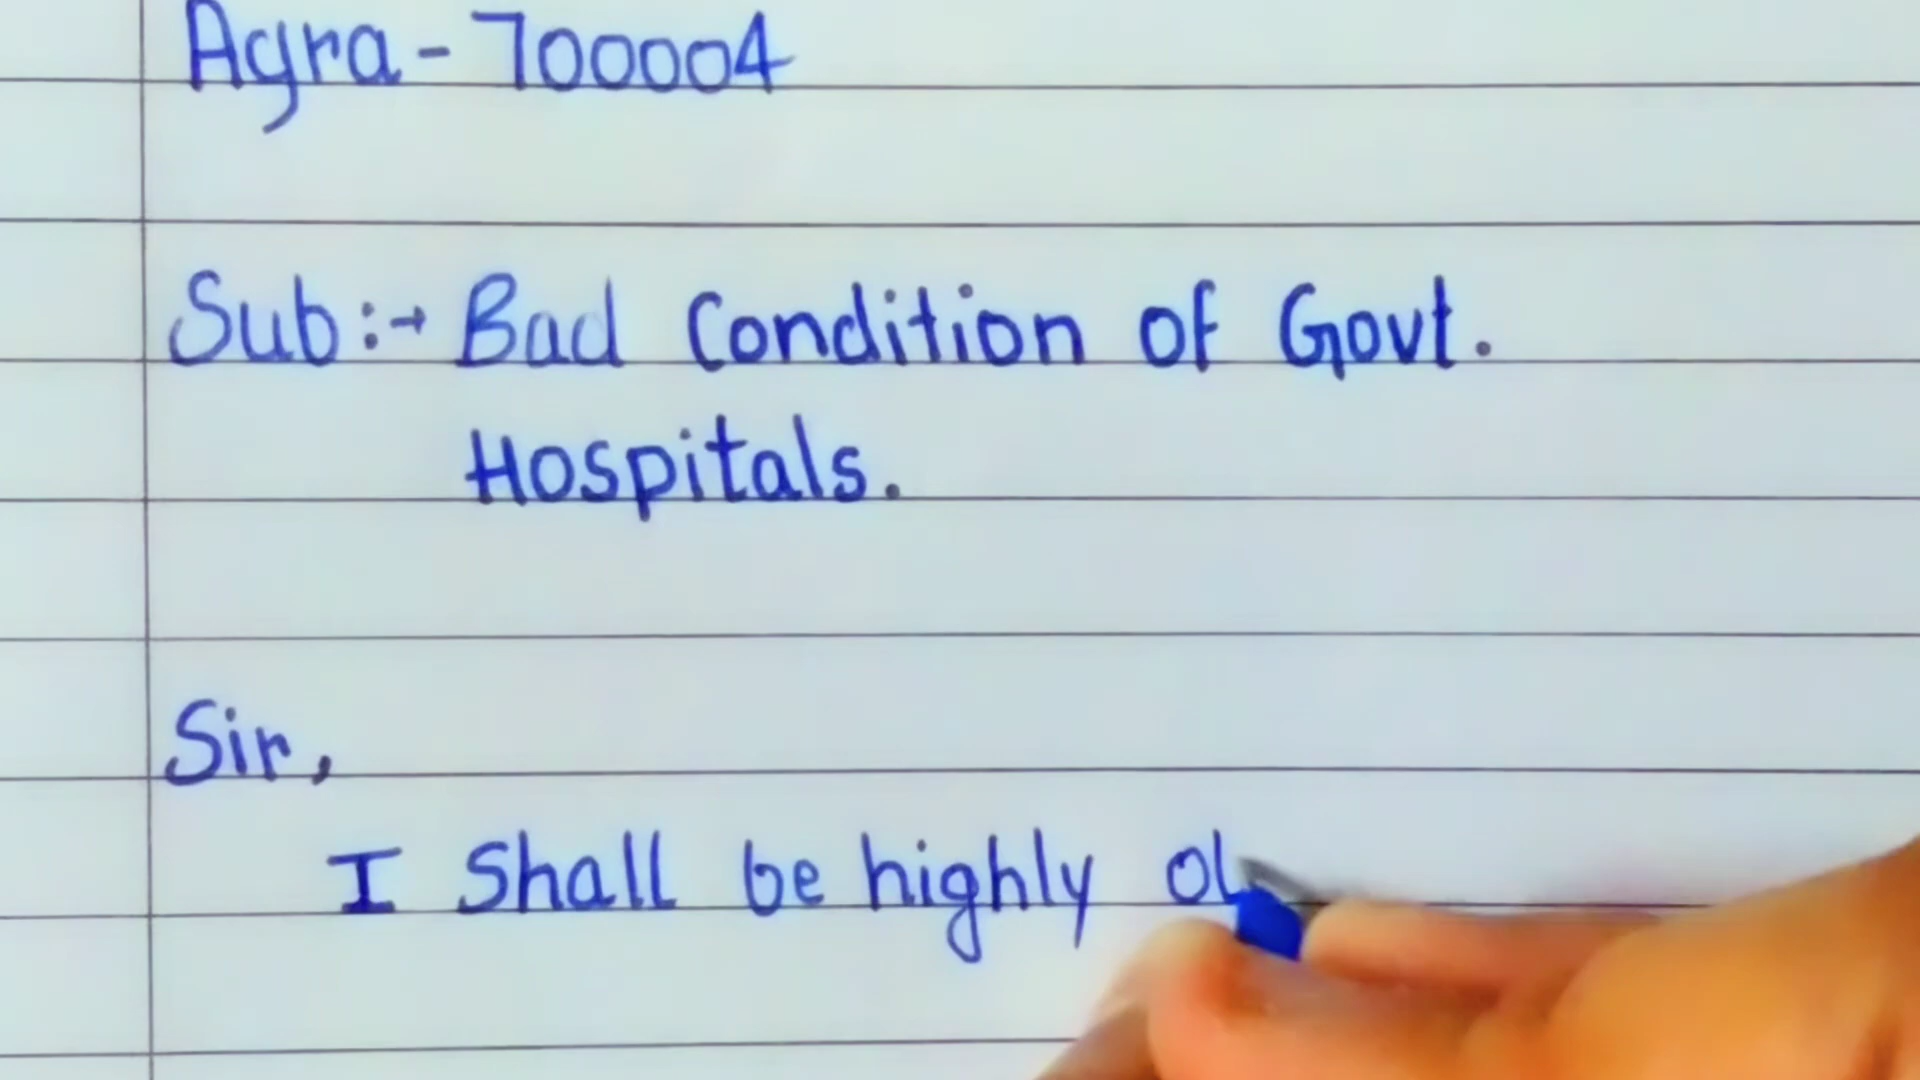 Agra - 700004
Sub :→ Bad Condition of Govt.
Hospitals.
Sir,
I Shall be highly